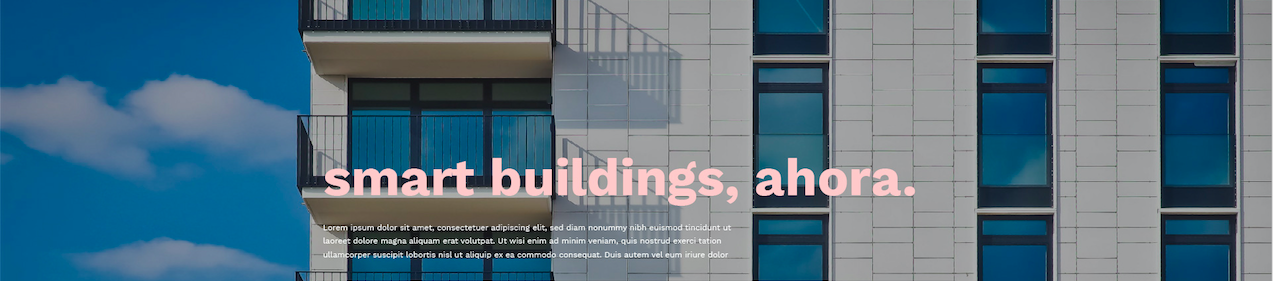 smart buildings, ahora.
Lorem ipsum dolor sit amet, consectetuer adipiscing elit, sed diam nonummy nibh euismod tincidunt ut
laoreet dolore magna aliquam erat volutpat. Ut wisi enim ad minim veniam, quis nostrud exerci tation
ullamcorper suscipit lobortis nisl ut aliquip ex ea commodo consequat. Duis autem vel eum iriure dolor